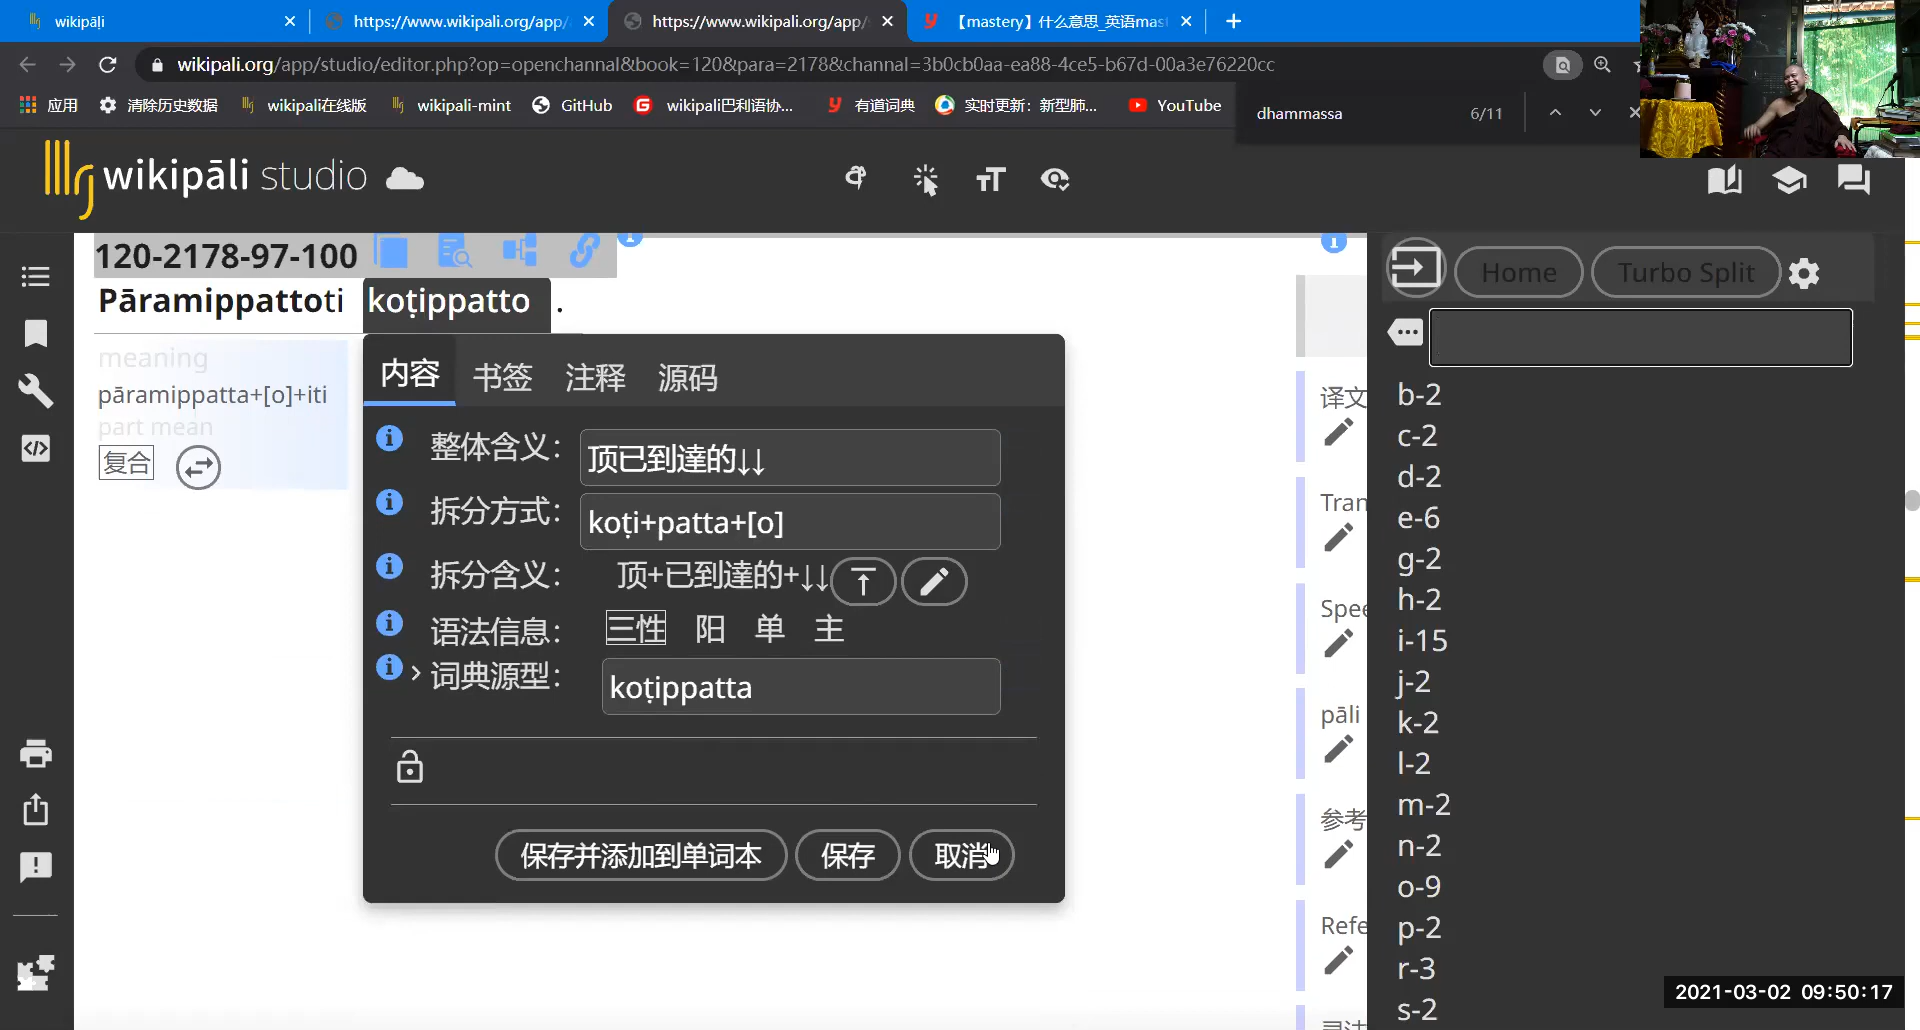 wikipāḷi
https://www.wikipali.org/app/
https://www.wikipali.org/app/
【mastery】什么意思_英语mas
wikipali.org/app/studio/editor.php?op=openchannal&book=120&para=2178&channal=3b0cb0aa-ea88-4ce5-b67d-00a3e76220cc
应用 清除历史数据 wikipali在线版 wikipali-mint GitHub wikipali巴利语协... 有道词典 实时更新：新型肺... YouTube
dhammassa 6/11
wikipāli studio
120-2178-97-100
Pāramippattoti koṭippatto .
meaning
pāramippatta+[o]+iti
part mean
复合
内容 书签 注释 源码
整体含义： 顶已到達的↓↓
拆分方式： koṭi+patta+[o]
拆分含义： 顶+已到達的+↓↓
语法信息： 三性 阳 单 主
词典源型： koṭippatta
保存并添加到单词本 保存 取消
译文
Tran
Spee
pāli
参考
Refe
Home Turbo Split
b-2
c-2
d-2
e-6
g-2
h-2
i-15
j-2
k-2
l-2
m-2
n-2
o-9
p-2
r-3
s-2
2021-03-02 09:50:17